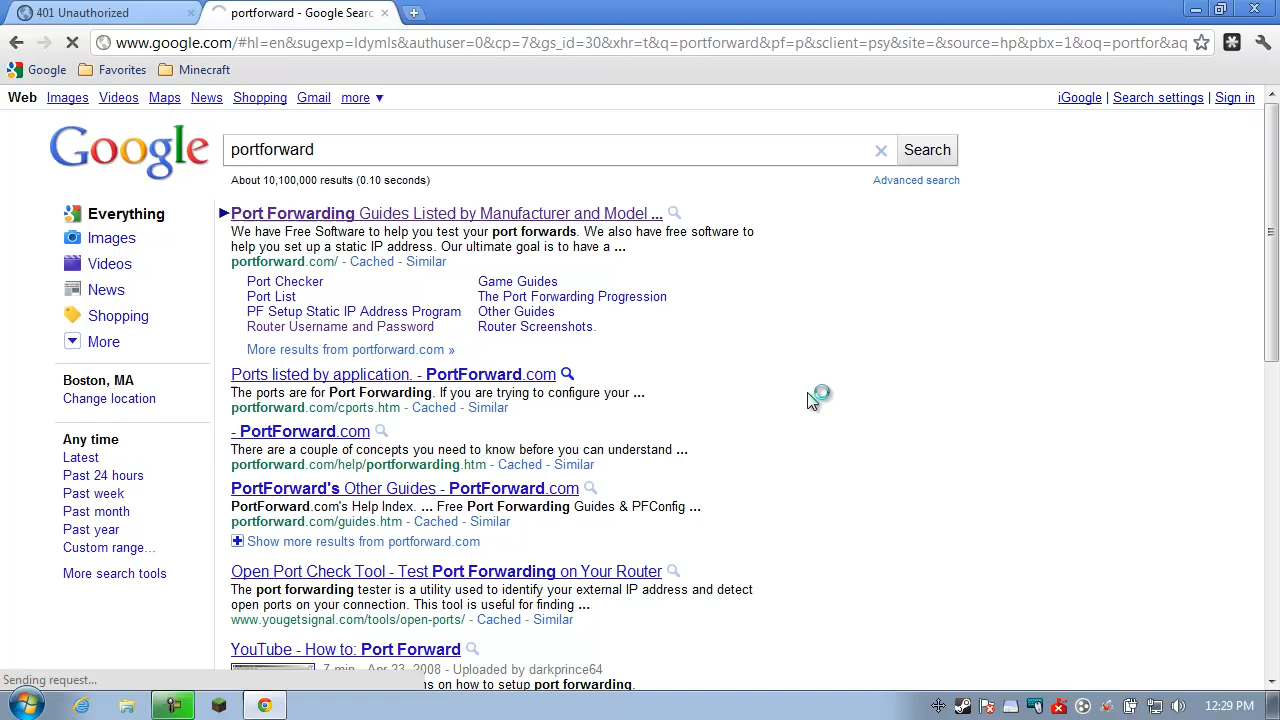 401 Unauthorized
portforward - Google Searc
www.google.com/#hl=en&sugexp=ldymls&authuser=0&cp=7&gs_id=30&xhr=t&q=portforward&pf=p&sclient=psy&site=&source=hp&pbx=1&oq=portfor&aq
Google Favorites Minecraft
Web Images Videos Maps News Shopping Gmail more ▼ iGoogle | Search settings | Sign in
Google
portforward
Search
About 10,100,000 results (0.10 seconds)
Advanced search
Everything
Images
Videos
News
Shopping
More
Boston, MA
Change location
Any time
Latest
Past 24 hours
Past week
Past month
Past year
Custom range...
More search tools
Port Forwarding Guides Listed by Manufacturer and Model ...
We have Free Software to help you test your port forwards. We also have free software to
help you set up a static IP address. Our ultimate goal is to have a ...
portforward.com/ - Cached - Similar
Port Checker
Port List
PF Setup Static IP Address Program
Router Username and Password
Game Guides
The Port Forwarding Progression
Other Guides
Router Screenshots.
More results from portforward.com »
Ports listed by application. - PortForward.com
The ports are for Port Forwarding. If you are trying to configure your ...
portforward.com/cports.htm - Cached - Similar
- PortForward.com
There are a couple of concepts you need to know before you can understand ...
portforward.com/help/portforwarding.htm - Cached - Similar
PortForward's Other Guides - PortForward.com
PortForward.com's Help Index. ... Free Port Forwarding Guides & PFConfig ...
portforward.com/guides.htm - Cached - Similar
Show more results from portforward.com
Open Port Check Tool - Test Port Forwarding on Your Router
The port forwarding tester is a utility used to identify your external IP address and detect
open ports on your connection. This tool is useful for finding ...
www.yougetsignal.com/tools/open-ports/ - Cached - Similar
YouTube - How to: Port Forward
7 min - Apr 23, 2008 - Uploaded by darkprince64
ns on how to setup port forwarding.
Sending request...
12:29 PM